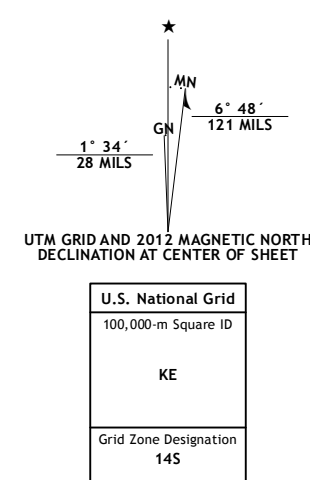 ★
MN
GN
6° 48´
121 MILS
1° 34´
28 MILS
UTM GRID AND 2012 MAGNETIC NORTH
DECLINATION AT CENTER OF SHEET
U.S. National Grid
100,000-m Square ID
KE
Grid Zone Designation
14S